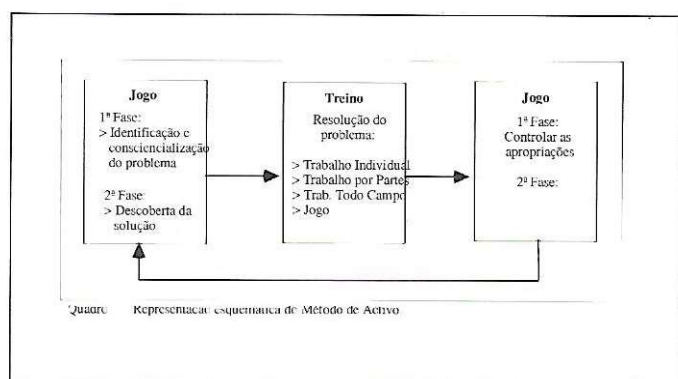 Jogo
1ª Fase:
> Identificação e
consciencialização
do problema
2ª Fase:
> Descoberta da
solução
Treino
Resolução do
problema:
> Trabalho Individual
> Trabalho por Partes
> Trab. Todo Campo
> Jogo
Jogo
1ª Fase:
Controlar as
apropriações
2ª Fase:
Quadro Representação esquemática do Método de Activo